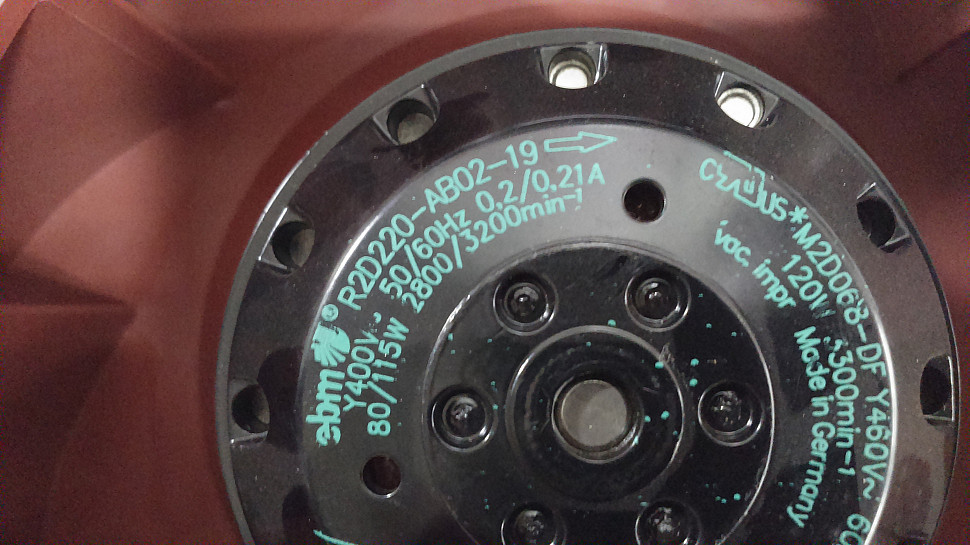 ebm® R2D220-AB02-19
Y400V~ 50/60Hz 0.2/0.21A
80/115W 2800/3200min-1
US *M2D068-DF Y460V~ 60
vac. impr 120W 3300min-1
Made in Germany